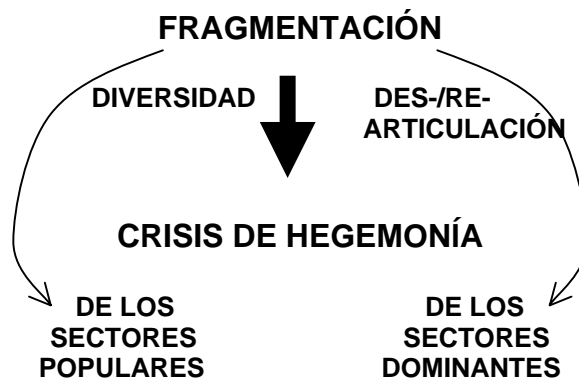 FRAGMENTACIÓN
DIVERSIDAD
DES-/RE-
ARTICULACIÓN
CRISIS DE HEGEMONÍA
DE LOS
SECTORES
POPULARES
DE LOS
SECTORES
DOMINANTES